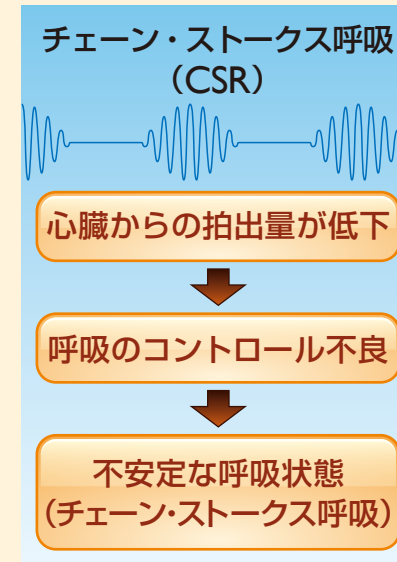 チェーン・ストークス呼吸
（CSR）
心臓からの拍出量が低下
呼吸のコントロール不良
不安定な呼吸状態
（チェーン・ストークス呼吸）